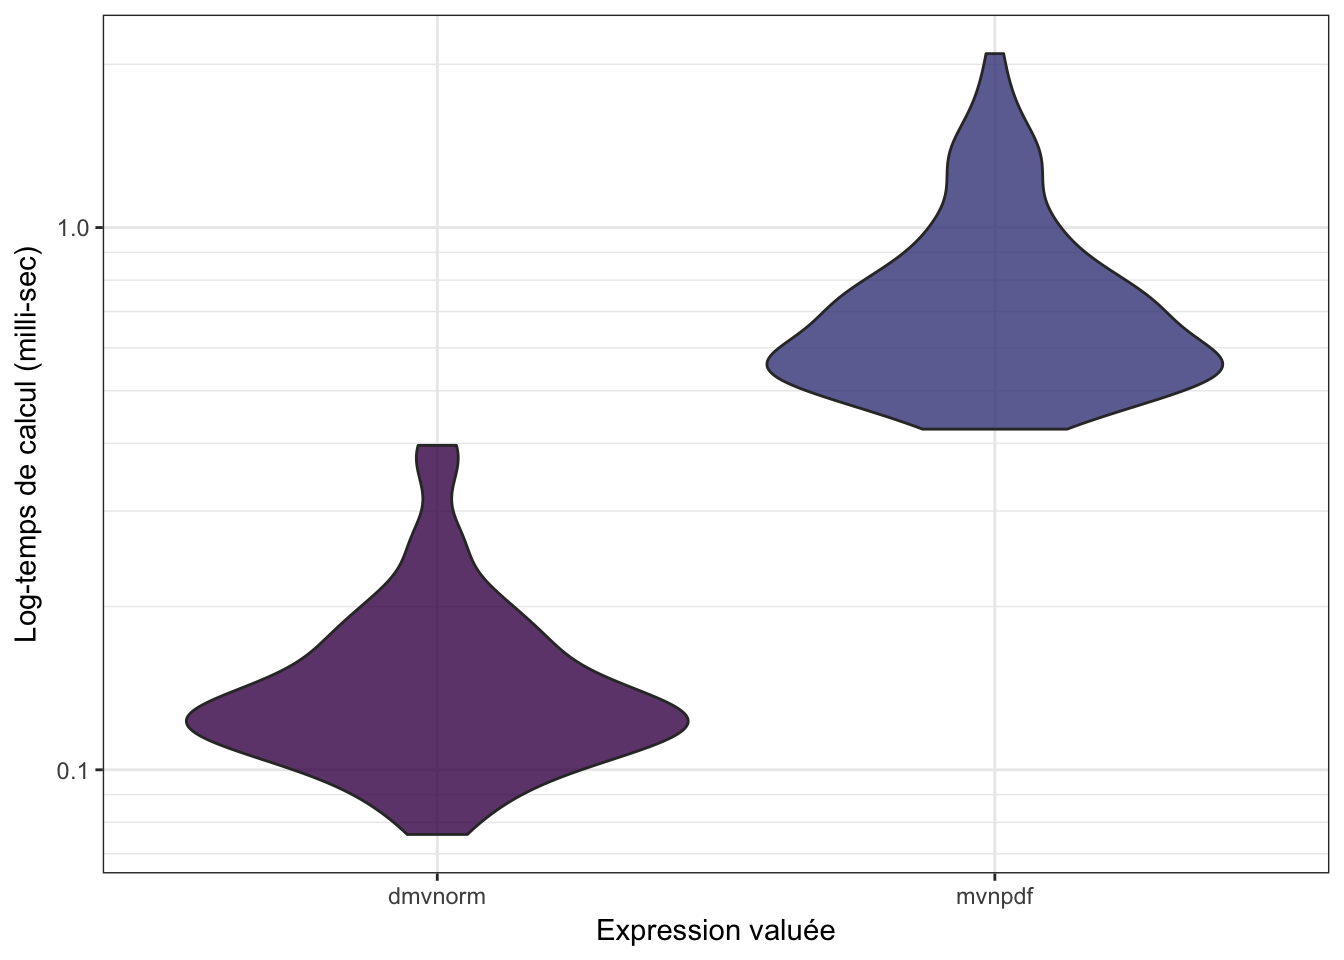 Log-temps de calcul (milli-sec)
1.0
0.1
dmvnorm mvnpdf
Expression valuée